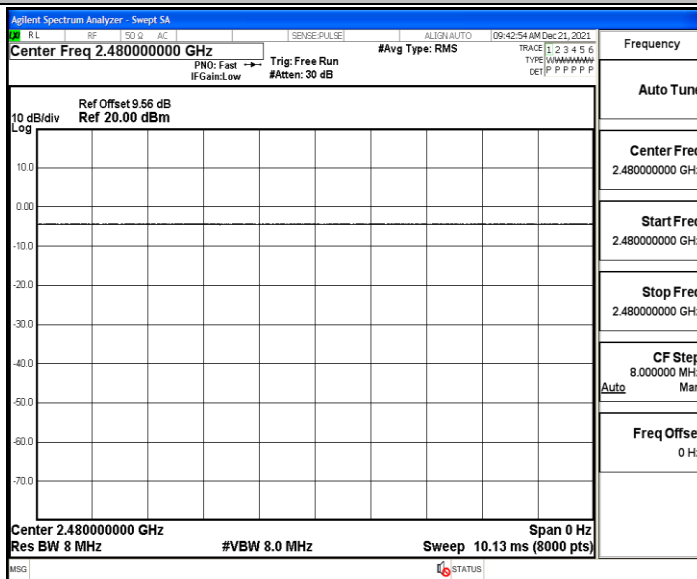 Agilent Spectrum Analyzer - Swept SA
RL RF 50 Ω AC SENSE:PULSE ALIGN AUTO 09:42:54 AM Dec 21, 2021
Center Freq 2.480000000 GHz #Avg Type: RMS TRACE 1 2 3 4 5 6
PNO: Fast Trig: Free Run TYPE
IFGain:Low #Atten: 30 dB DET P P P P P P
Ref Offset 9.56 dB
10 dB/div Ref 20.00 dBm
Log
10.0
0.00
-10.0
-20.0
-30.0
-40.0
-50.0
-60.0
-70.0
Center 2.480000000 GHz Span 0 Hz
Res BW 8 MHz #VBW 8.0 MHz Sweep 10.13 ms (8000 pts)
MSG STATUS
Frequency
Auto Tune
Center Freq
2.480000000 GHz
Start Freq
2.480000000 GHz
Stop Freq
2.480000000 GHz
CF Step
8.000000 MHz
Auto Man
Freq Offset
0 Hz